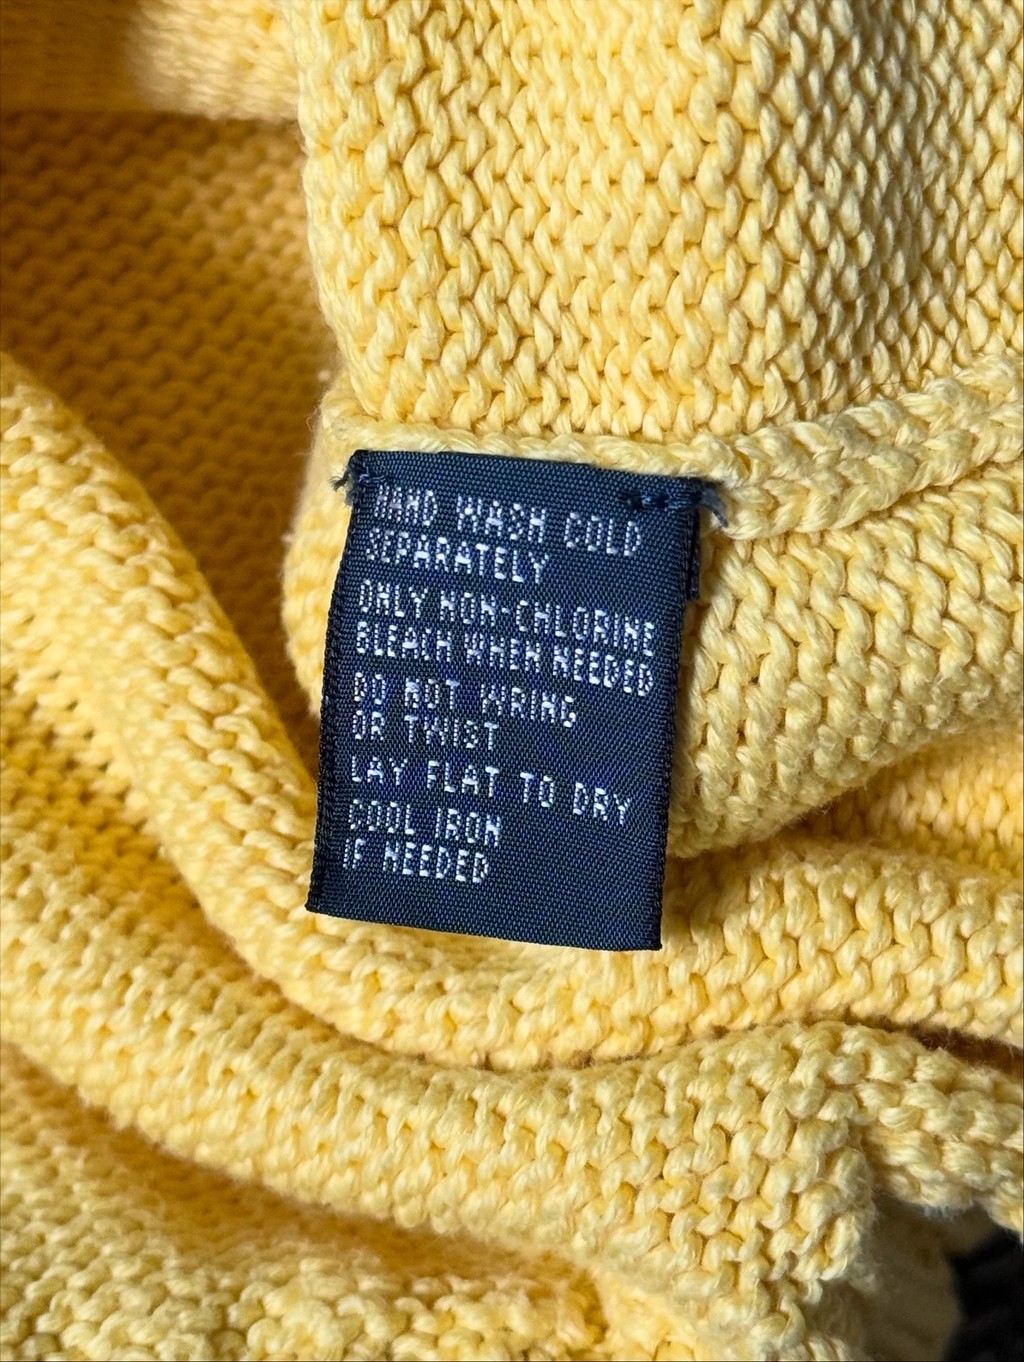 HAND WASH COLD
SEPARATELY
ONLY NON-CHLORINE
BLEACH WHEN NEEDED
DO NOT WRING
OR TWIST
LAY FLAT TO DRY
COOL IRON
IF NEEDED